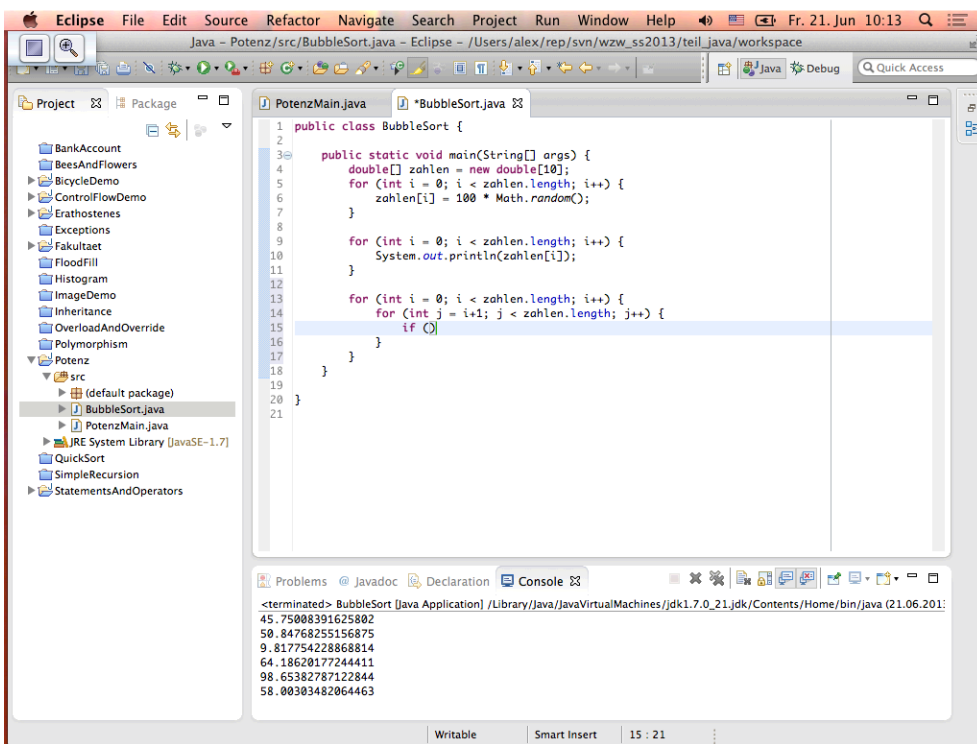 Eclipse File Edit Source Refactor Navigate Search Project Run Window Help Fr. 21. Jun 10:13
Java – Potenz/src/BubbleSort.java – Eclipse – /Users/alex/rep/svn/wzw_ss2013/teil_java/workspace
Java Debug Quick Access
Project Package
BankAccount
BeesAndFlowers
BicycleDemo
ControlFlowDemo
Erathostenes
Exceptions
Fakultaet
FloodFill
Histogram
ImageDemo
Inheritance
OverloadAndOverride
Polymorphism
Potenz
src
(default package)
BubbleSort.java
PotenzMain.java
JRE System Library [JavaSE-1.7]
QuickSort
SimpleRecursion
StatementsAndOperators
PotenzMain.java *BubbleSort.java
1 public class BubbleSort {
2
3 public static void main(String[] args) {
4 double[] zahlen = new double[10];
5 for (int i = 0; i < zahlen.length; i++) {
6 zahlen[i] = 100 * Math.random();
7 }
8
9 for (int i = 0; i < zahlen.length; i++) {
10 System.out.println(zahlen[i]);
11 }
12
13 for (int i = 0; i < zahlen.length; i++) {
14 for (int j = i+1; j < zahlen.length; j++) {
15 if ()
16 }
17 }
18 }
19
20 }
21
Problems @ Javadoc Declaration Console
<terminated> BubbleSort [Java Application] /Library/Java/JavaVirtualMachines/jdk1.7.0_21.jdk/Contents/Home/bin/java (21.06.201
45.75008391625802
50.84768255156875
9.817754228868814
64.18620177244411
98.65382787122844
58.00303482064463
Writable Smart Insert 15 : 21